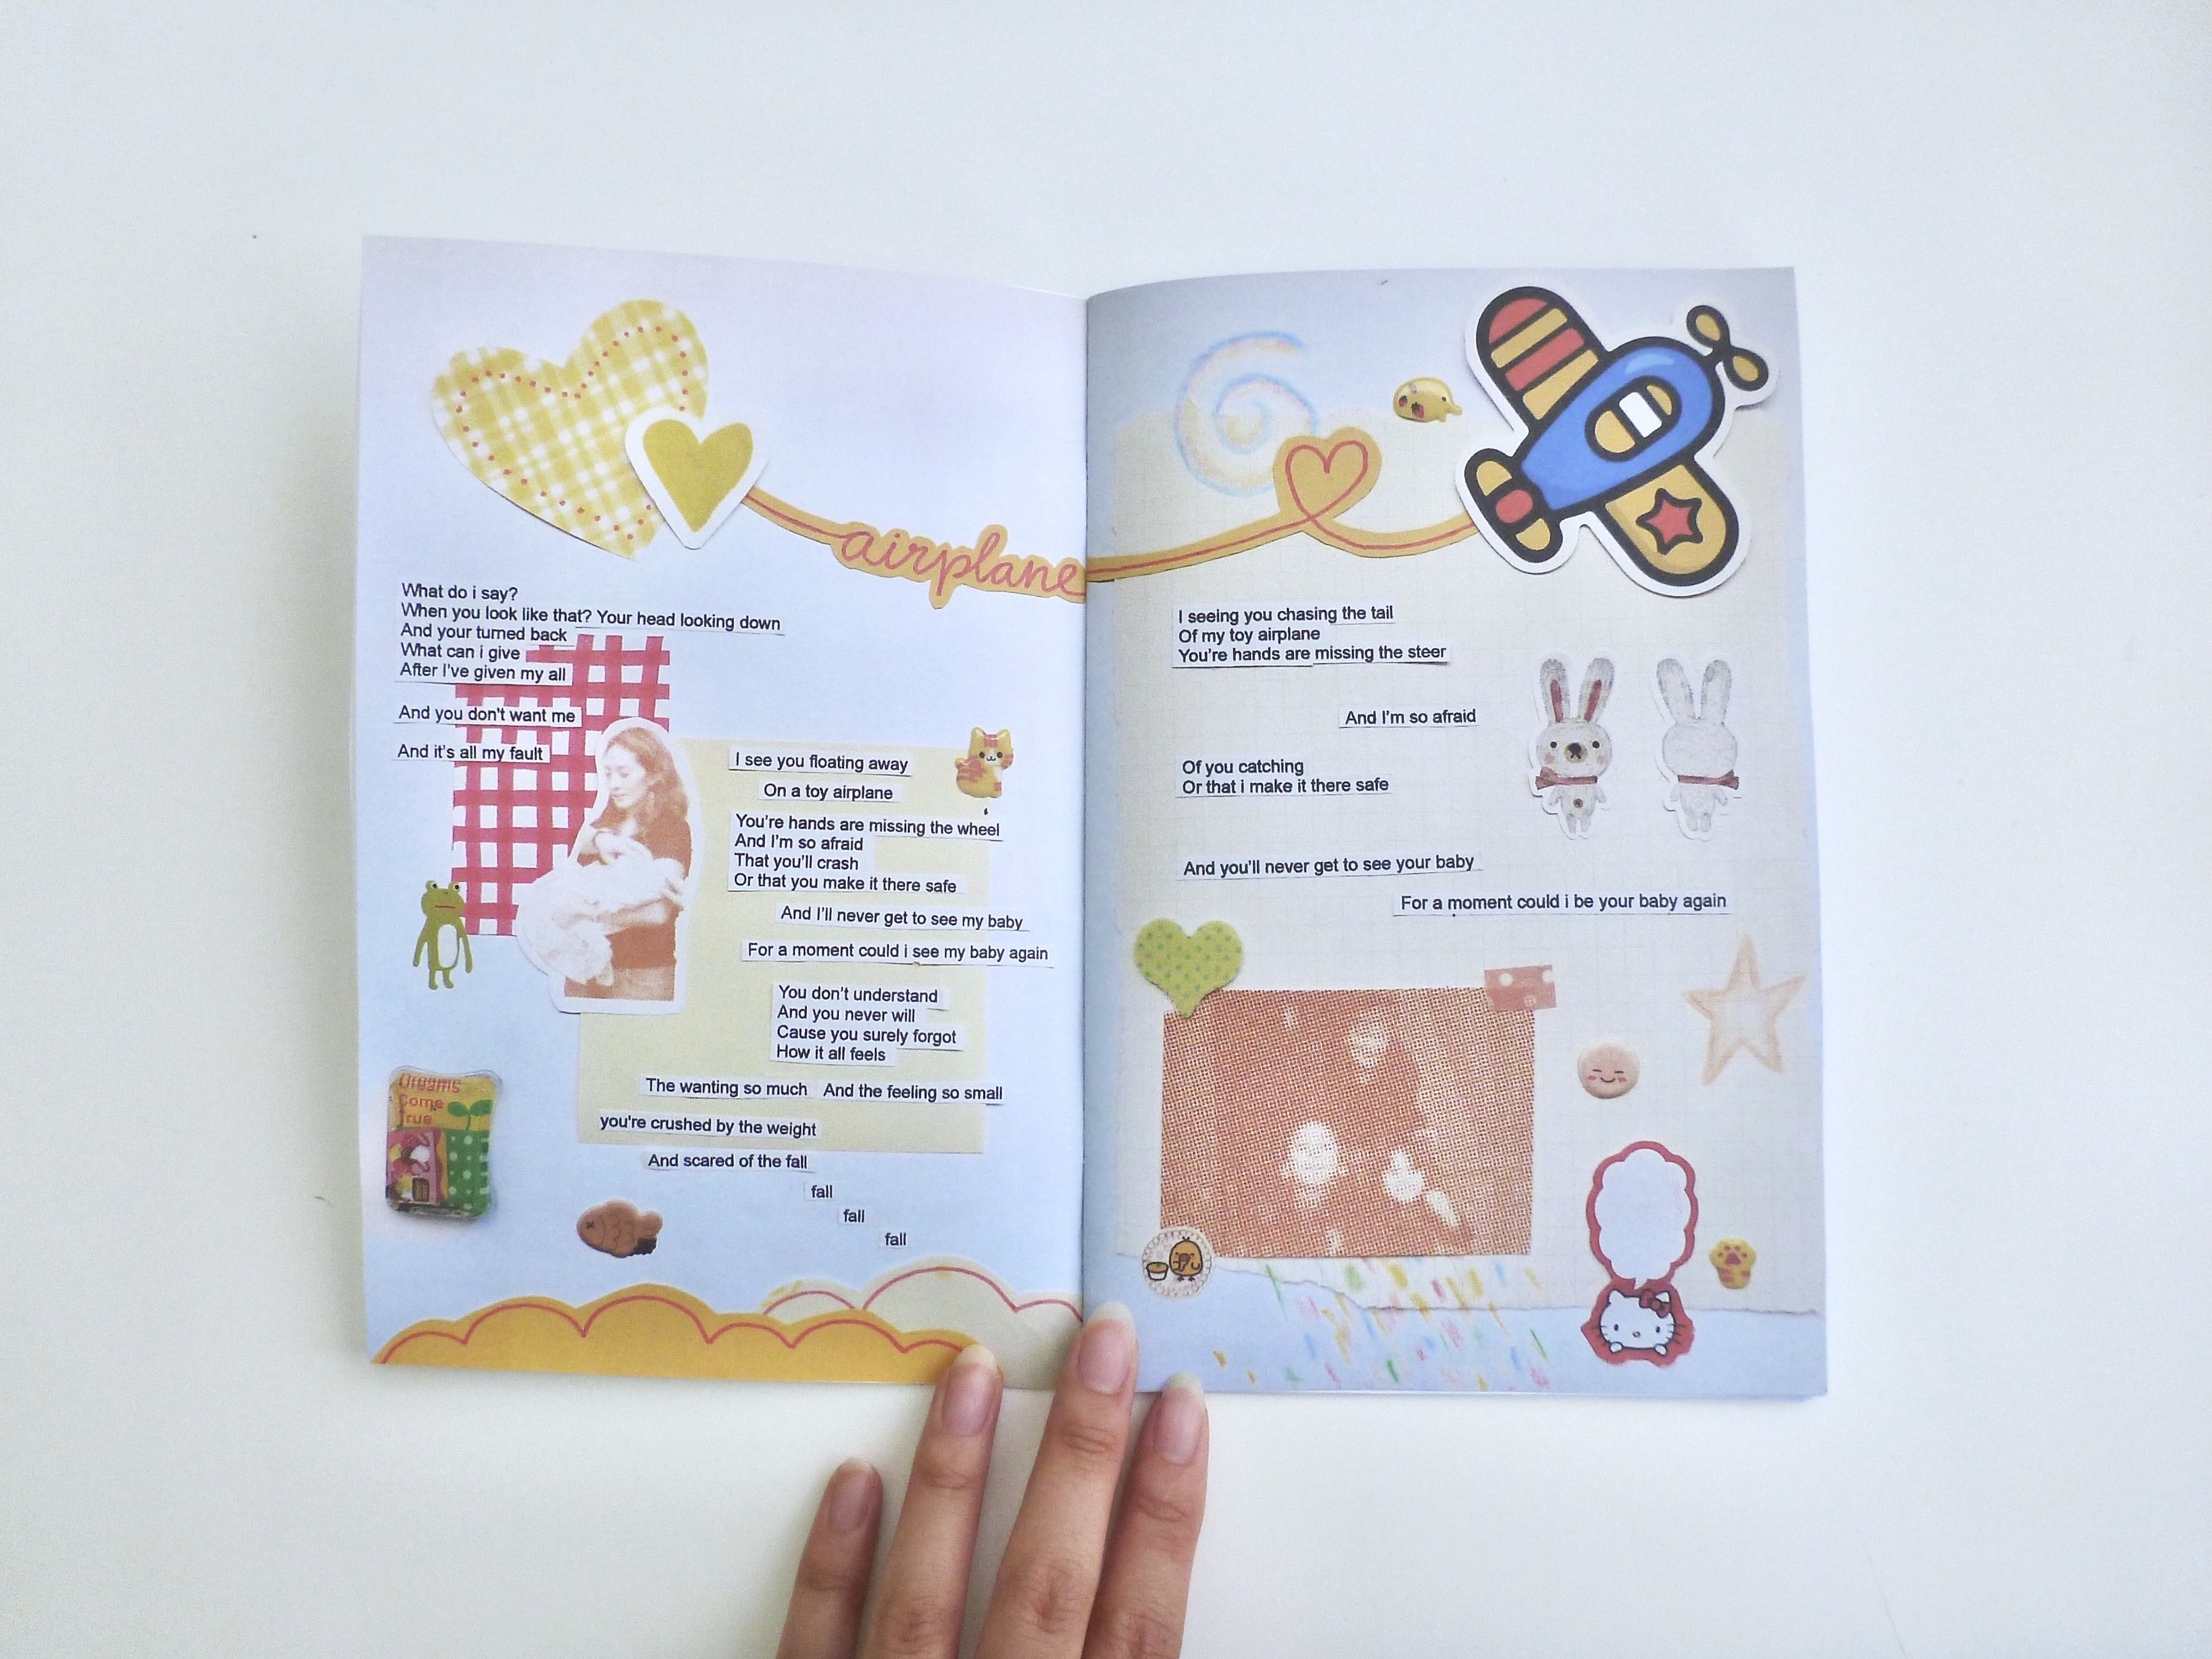 airplane
What do i say?
When you look like that? Your head looking down
And your turned back
What can i give
After I've given my all
And you don't want me
And it's all my fault
I see you floating away
On a toy airplane
You're hands are missing the wheel
And I'm so afraid
That you'll crash
Or that you make it there safe
And I'll never get to see my baby
For a moment could i see my baby again
You don't understand
And you never will
Cause you surely forgot
How it all feels
The wanting so much And the feeling so small
you're crushed by the weight
And scared of the fall
fall
fall
fall
Dreams
Come
True
I seeing you chasing the tail
Of my toy airplane
You're hands are missing the steer
And I'm so afraid
Of you catching
Or that i make it there safe
And you'll never get to see your baby
For a moment could i be your baby again